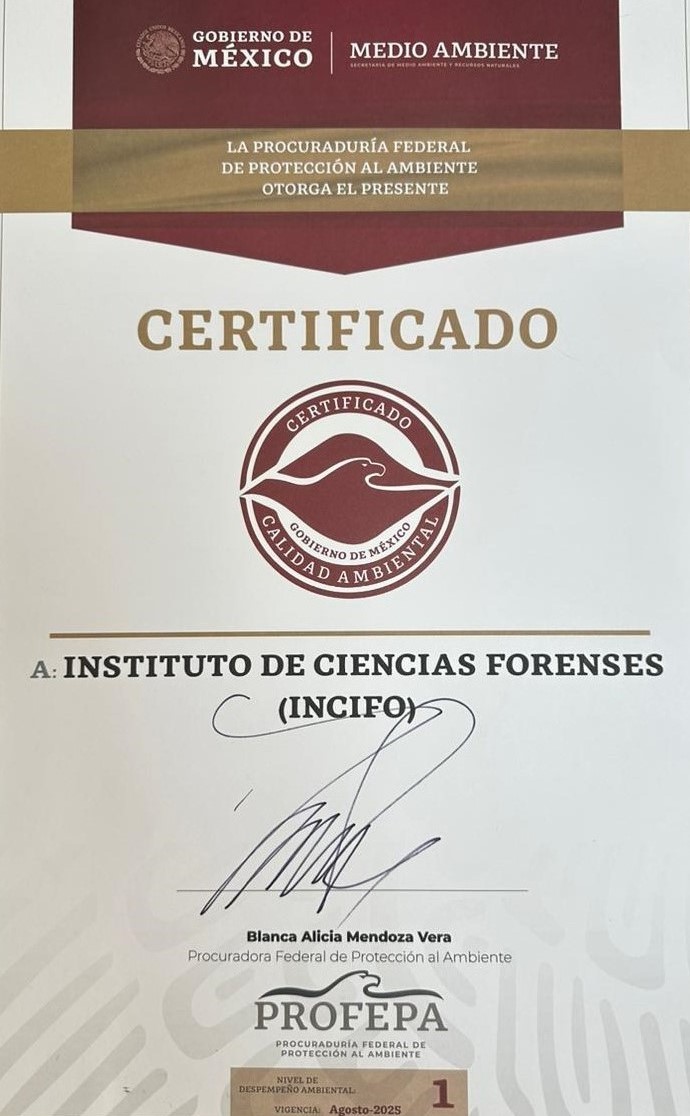 GOBIERNO DE
MÉXICO
MEDIO AMBIENTE
SECRETARÍA DE MEDIO AMBIENTE Y RECURSOS NATURALES
LA PROCURADURÍA FEDERAL
DE PROTECCIÓN AL AMBIENTE
OTORGA EL PRESENTE
CERTIFICADO
CERTIFICADO
GOBIERNO DE MÉXICO
CALIDAD AMBIENTAL
A: INSTITUTO DE CIENCIAS FORENSES
(INCIFO)
Blanca Alicia Mendoza Vera
Procuradora Federal de Protección al Ambiente
PROFEPA
PROCURADURÍA FEDERAL DE
PROTECCIÓN AL AMBIENTE
NIVEL DE
DESPEMPEÑO AMBIENTAL: 1
VIGENCIA: Agosto-2025